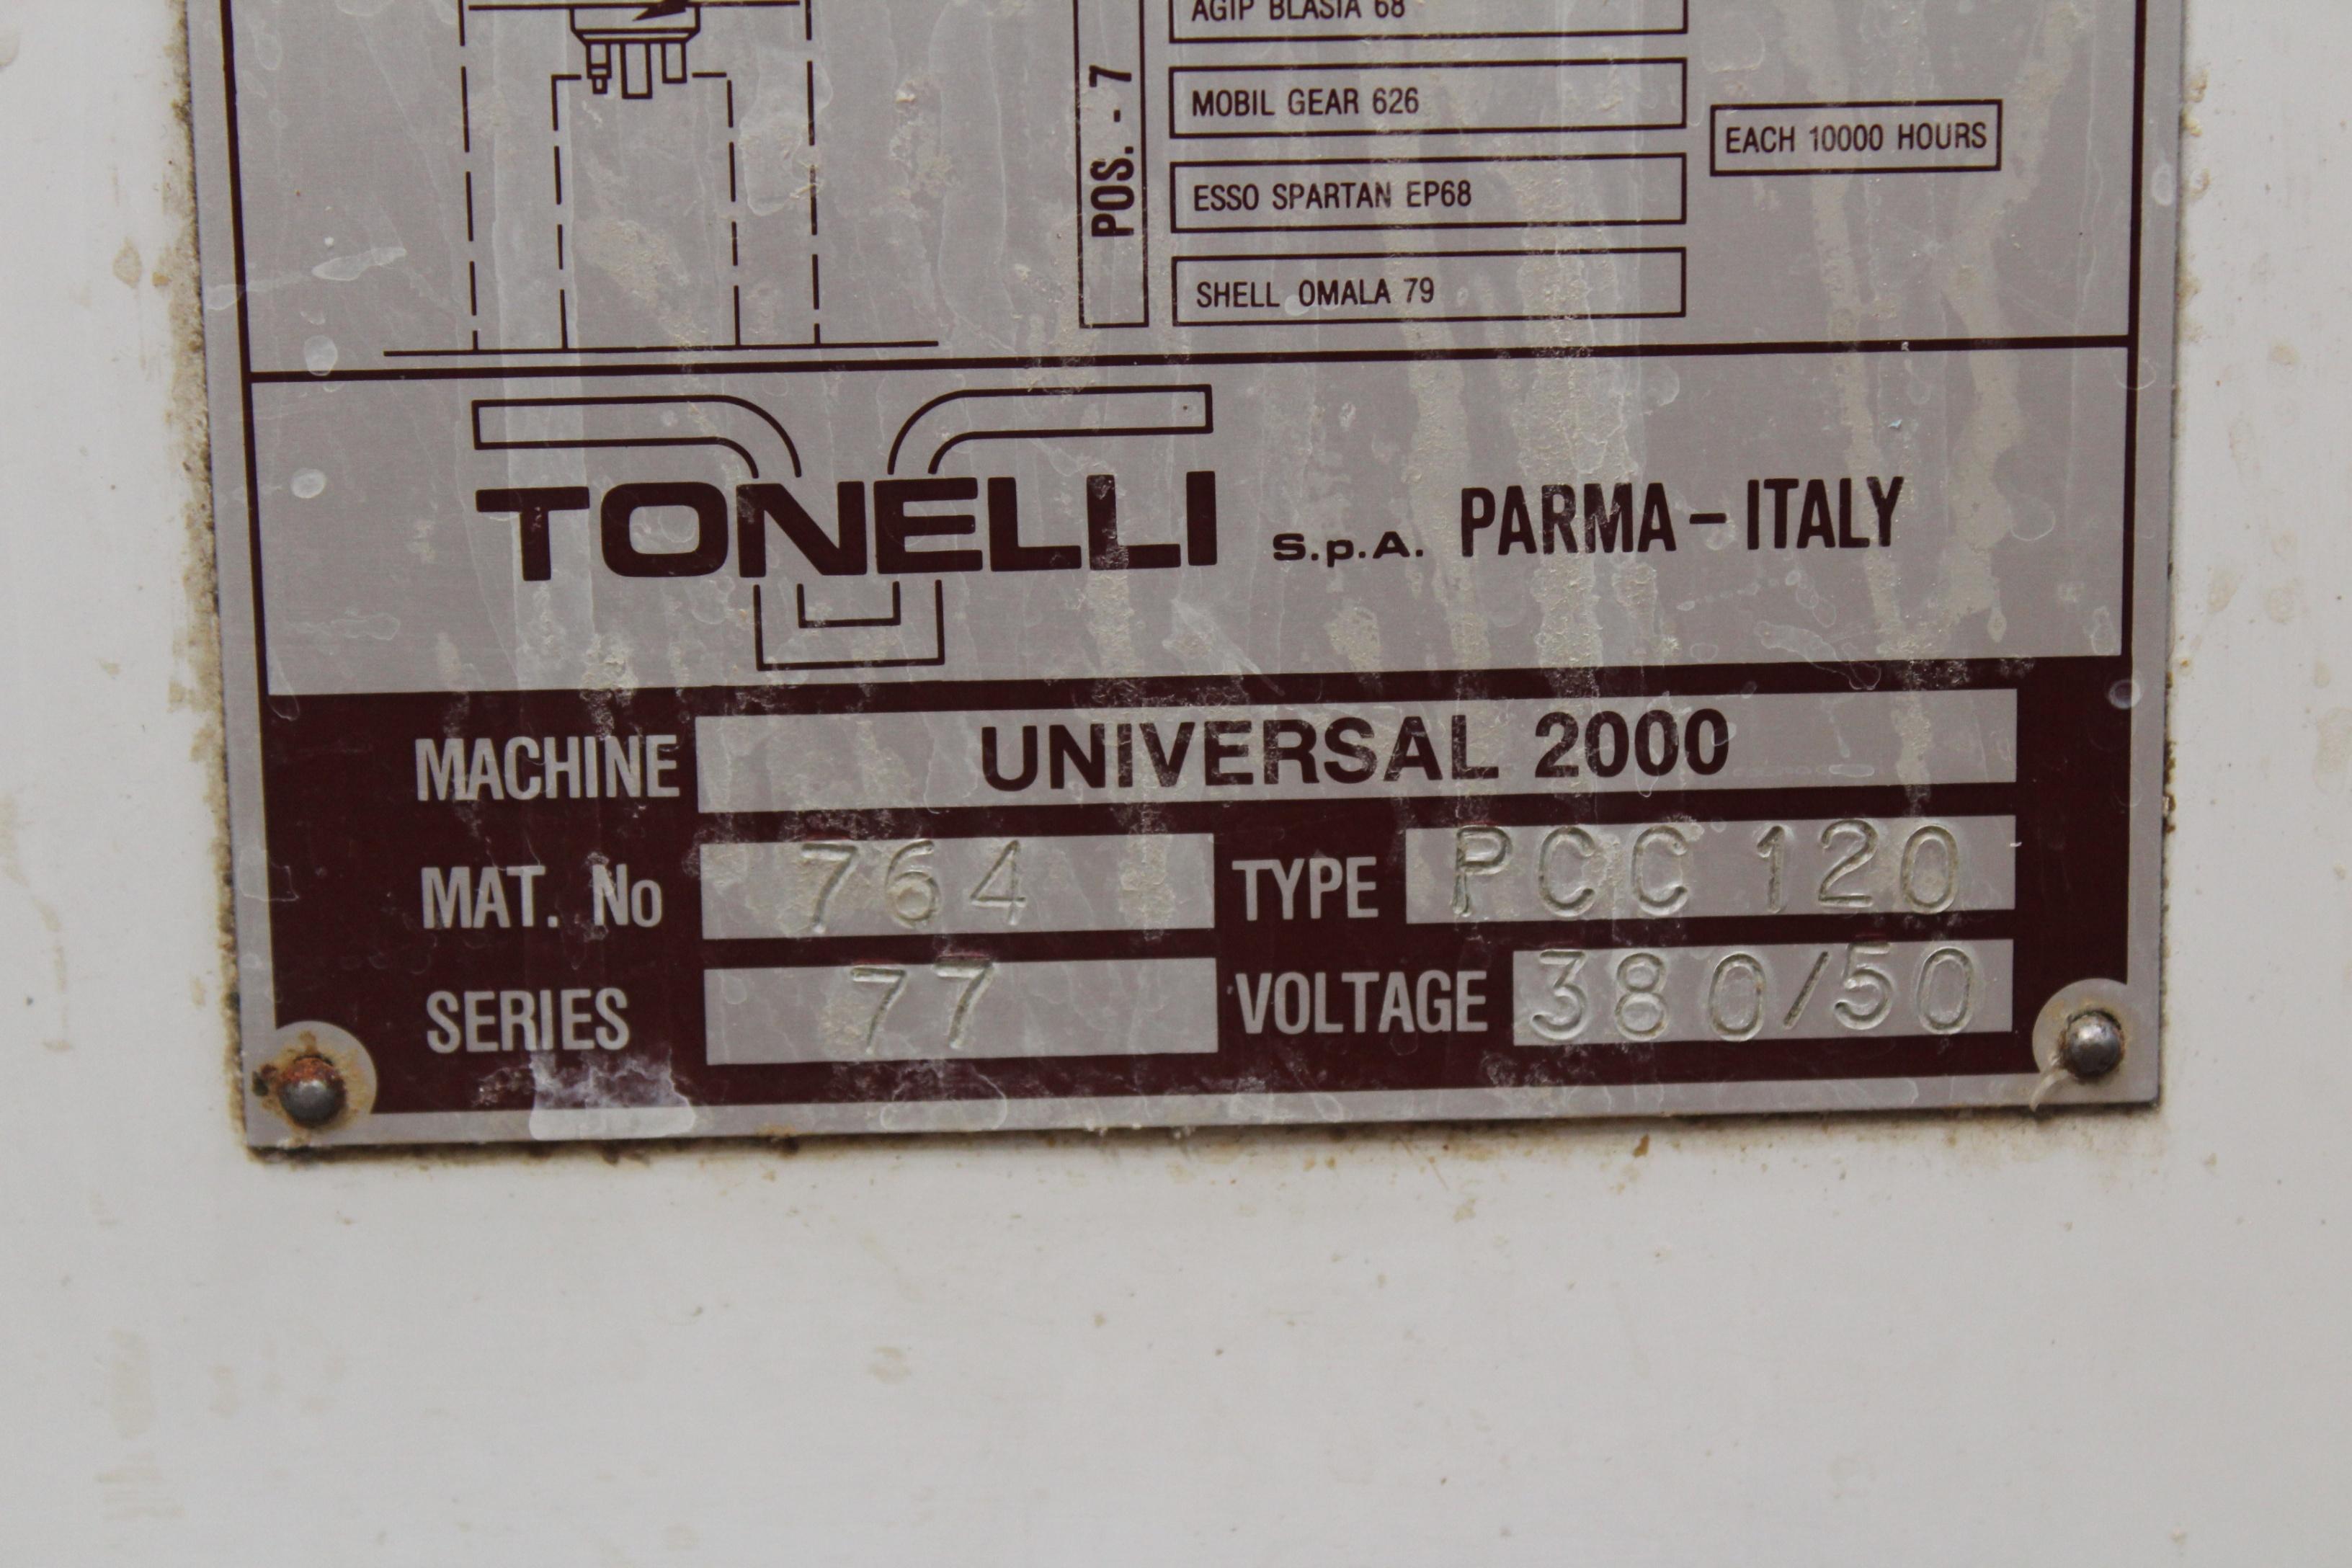 AGIP BLASIA 68
MOBIL GEAR 626
EACH 10000 HOURS
POS. - 7
ESSO SPARTAN EP68
SHELL OMALA 79
TONELLI S.p.A. PARMA - ITALY
MACHINE UNIVERSAL 2000
MAT. No 764 TYPE PCC 120
SERIES 77 VOLTAGE 380/50